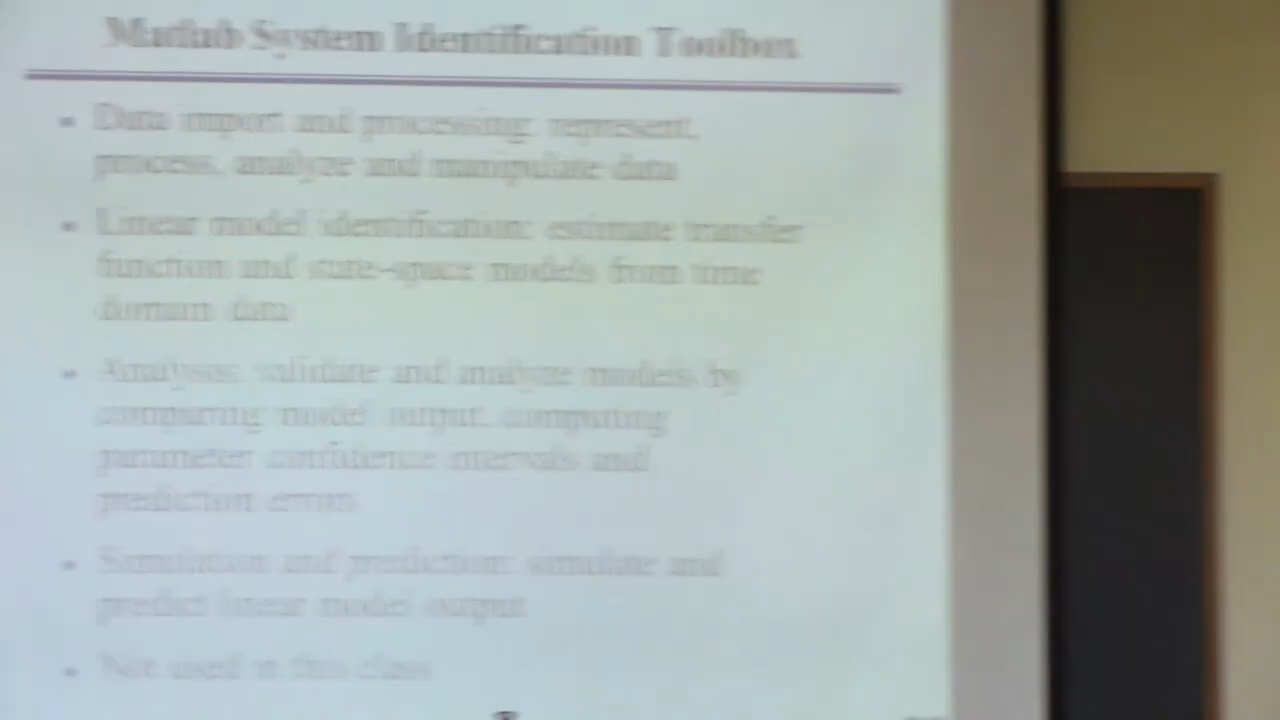 Matlab System Identification Toolbox
• Data import and processing: represent,
process, analyze and manipulate data
• Linear model identification: estimate transfer
function and state-space models from time
domain data
• Analysis: validate and analyze models by
comparing model output, computing
parameter confidence intervals and
prediction errors
• Simulation and prediction: simulate and
predict linear model output
• Not used in this class